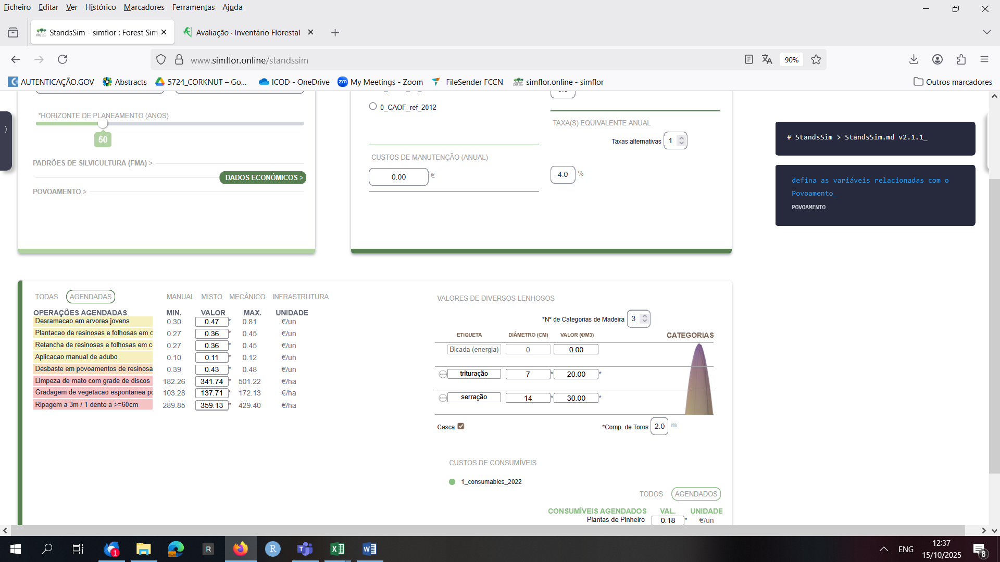 Ficheiro Editar Ver Histórico Marcadores Ferramentas Ajuda
StandsSim - simflor : Forest Sim
Avaliação · Inventário Florestal
www.simflor.online/standssim
90%
AUTENTICAÇÃO.GOV Abstracts 5724_CORKNUT – Go... ICOD - OneDrive zm My Meetings - Zoom FileSender FCCN simflor.online - simflor Outros marcadores
*HORIZONTE DE PLANEAMENTO (ANOS)
50
PADRÕES DE SILVICULTURA (FMA) >
DADOS ECONÓMICOS >
POVOAMENTO >
0_CAOF_ref_2012
CUSTOS DE MANUTENÇÃO (ANUAL)
0.00 €
TAXA(S) EQUIVALENTE ANUAL
Taxas alternativas 1
4.0 %
# StandsSim > StandsSim.md v2.1.1_
defina as variáveis relacionadas com o
Povoamento_
POVOAMENTO
TODAS AGENDADAS MANUAL MISTO MECÂNICO INFRASTRUTURA
OPERAÇÕES AGENDADAS MIN. VALOR MAX. UNIDADE
Desramacao em arvores jovens 0.30 0.47 * 0.81 €/un
Plantacao de resinosas e folhosas em c 0.27 0.36 * 0.45 €/un
Retancha de resinosas e folhosas em c 0.27 0.36 * 0.45 €/un
Aplicacao manual de adubo 0.10 0.11 * 0.12 €/un
Desbaste em povoamentos de resinosa 0.39 0.43 * 0.48 €/un
Limpeza de mato com grade de discos 182.26 341.74 * 501.22 €/ha
Gradagem de vegetacao espontanea po 103.28 137.71 * 172.13 €/ha
Ripagem a 3m / 1 dente a >=60cm 289.85 359.13 * 429.40 €/ha
VALORES DE DIVERSOS LENHOSOS
*Nº de Categorias de Madeira 3
ETIQUETA DIÂMETRO (CM) VALOR (€/M3) CATEGORIAS
Bicada (energia) 0 0.00
trituração 7 * 20.00 *
serração 14 * 30.00 *
Casca *Comp. de Toros 2.0 m
CUSTOS DE CONSUMÍVEIS
1_consumables_2022
TODOS AGENDADOS
CONSUMÍVEIS AGENDADOS VAL. UNIDADE
Plantas de Pinheiro 0.18 * €/un
1 R R
ENG
12:37
15/10/2025
8